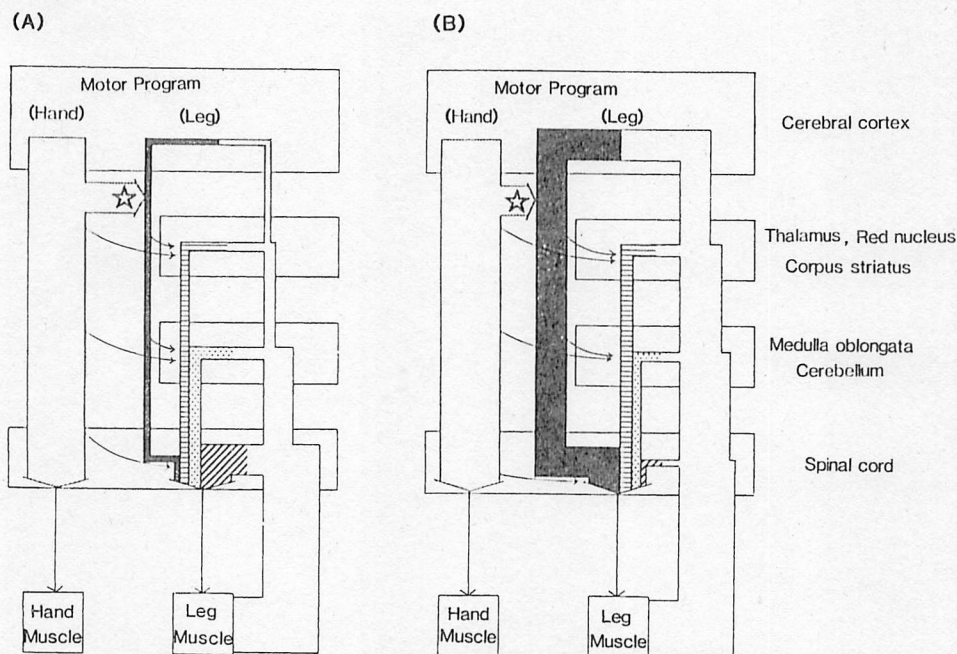 (A)
Motor Program
(Hand)
(Leg)
Hand
Muscle
Leg
Muscle
(B)
Motor Program
(Hand)
(Leg)
Hand
Muscle
Leg
Muscle
Cerebral cortex
Thalamus, Red nucleus
Corpus striatus
Medulla oblongata
Cerebellum
Spinal cord